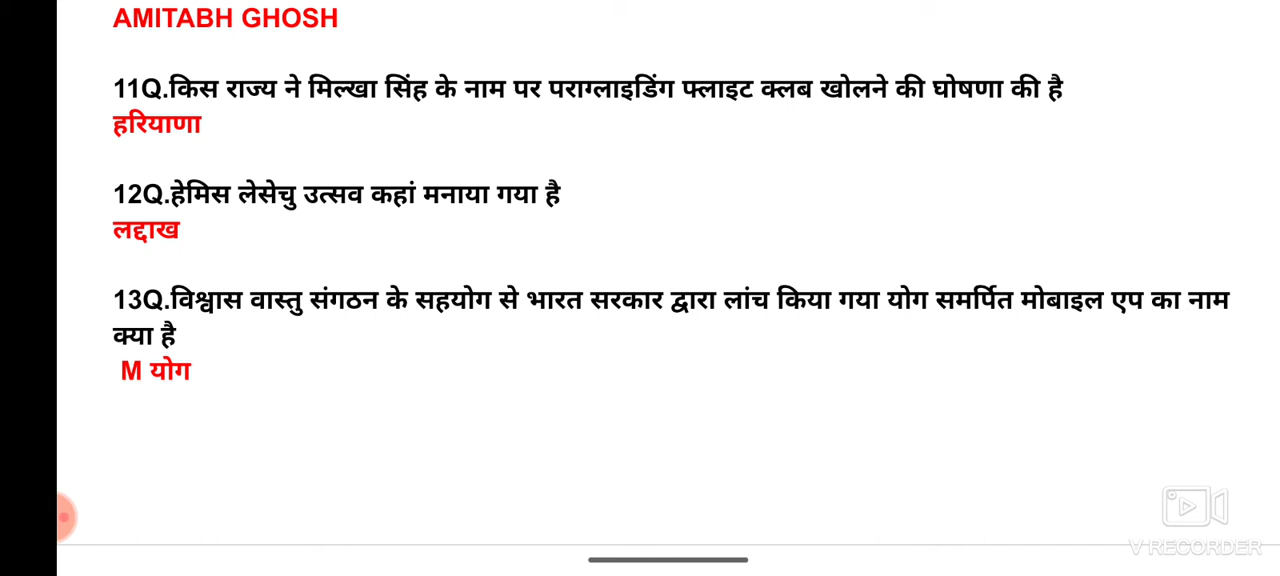 AMITABH GHOSH
11Q.किस राज्य ने मिल्खा सिंह के नाम पर पराग्लाइडिंग फ्लाइट क्लब खोलने की घोषणा की है
हरियाणा
12Q.हेमिस लेसेचु उत्सव कहां मनाया गया है
लद्दाख
13Q.विश्वास वास्तु संगठन के सहयोग से भारत सरकार द्वारा लांच किया गया योग समर्पित मोबाइल एप का नाम
क्या है
M योग
V RECORDER